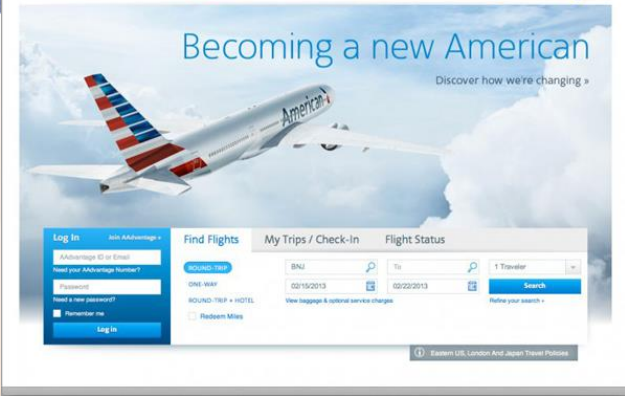 Becoming a new American
Discover how we're changing »
American
Log In
Join AAdvantage »
AAdvantage ID or Email
Need your AAdvantage Number?
Password
Need a new password?
Remember me
Log in
Find Flights
My Trips / Check-In
Flight Status
ROUND-TRIP
ONE-WAY
ROUND-TRIP + HOTEL
Redeem Miles
BNJ
To
1 Traveler
02/15/2013
02/22/2013
Search
View baggage & optional service charges
Refine your search »
Eastern US, London And Japan Travel Policies